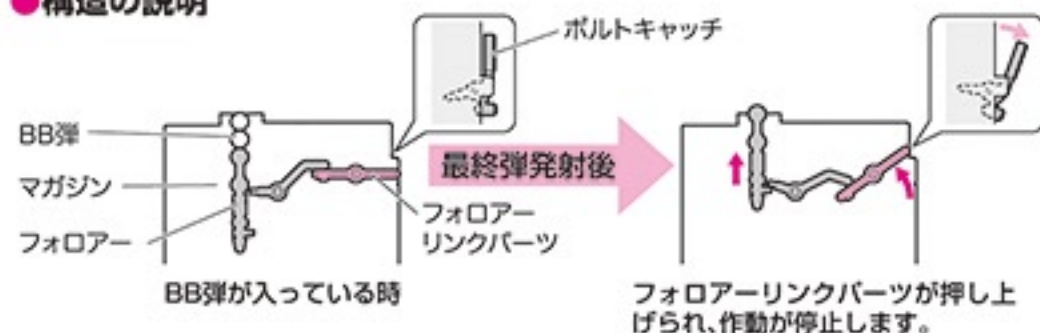 ●構造の説明
ボルトキャッチ
BB弾
マガジン
フォロアー
最終弾発射後
フォロアー
リンクパーツ
BB弾が入っている時
フォロアーリンクパーツが押し上
げられ、作動が停止します。